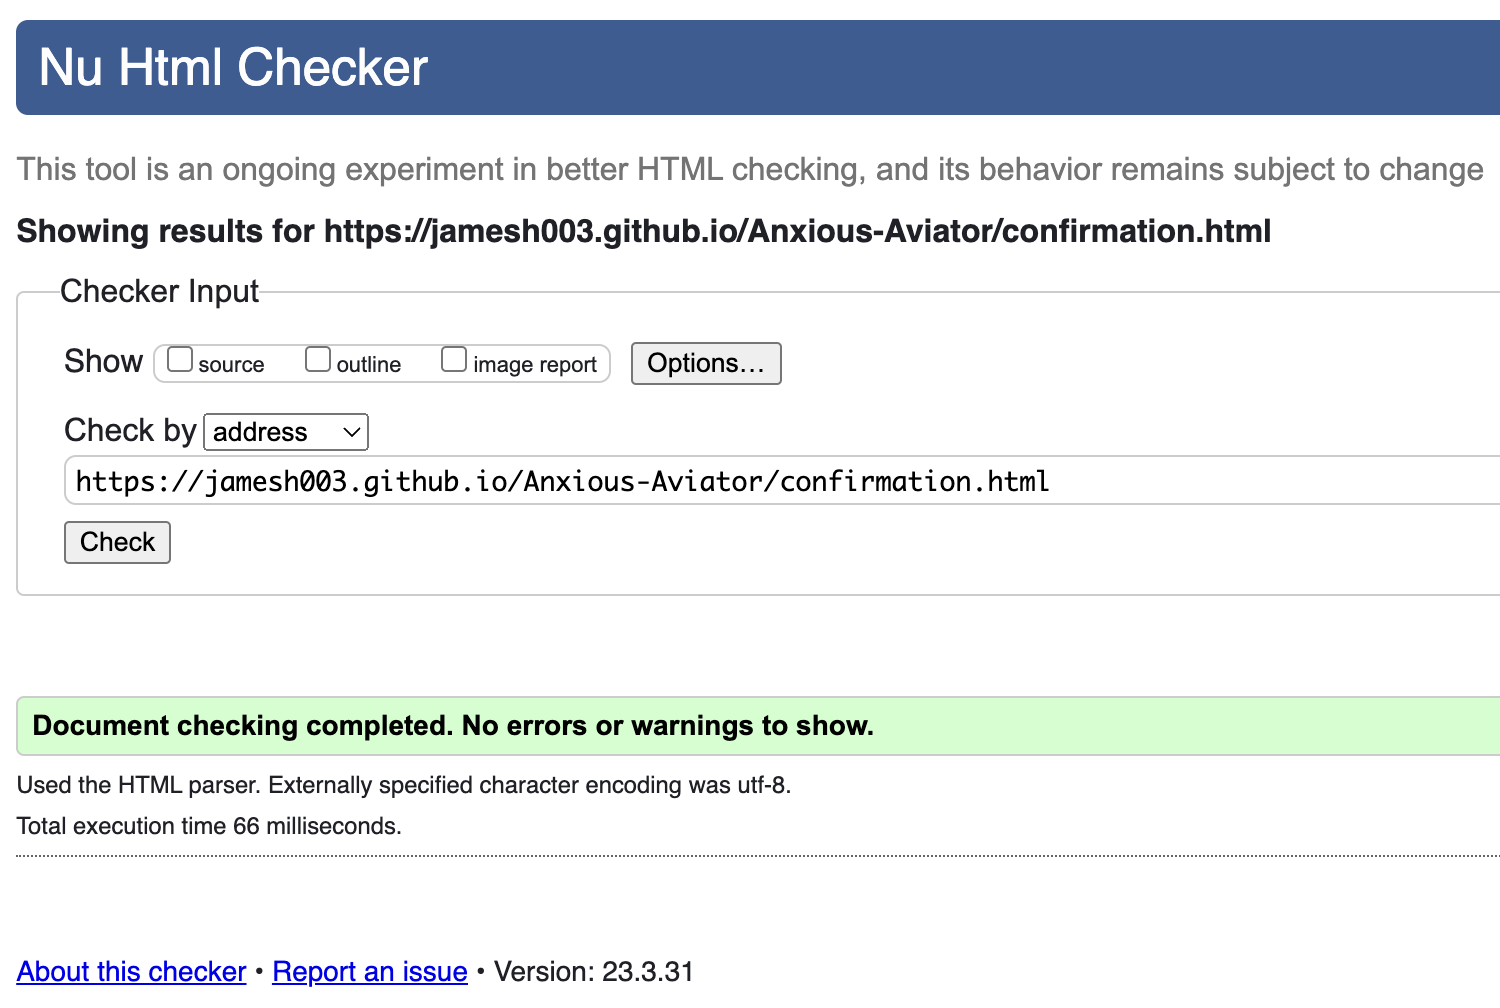 Nu Html Checker
This tool is an ongoing experiment in better HTML checking, and its behavior remains subject to change
Showing results for https://jamesh003.github.io/Anxious-Aviator/confirmation.html
Checker Input
Show source outline image report Options...
Check by address
https://jamesh003.github.io/Anxious-Aviator/confirmation.html
Check
Document checking completed. No errors or warnings to show.
Used the HTML parser. Externally specified character encoding was utf-8.
Total execution time 66 milliseconds.
About this checker • Report an issue • Version: 23.3.31